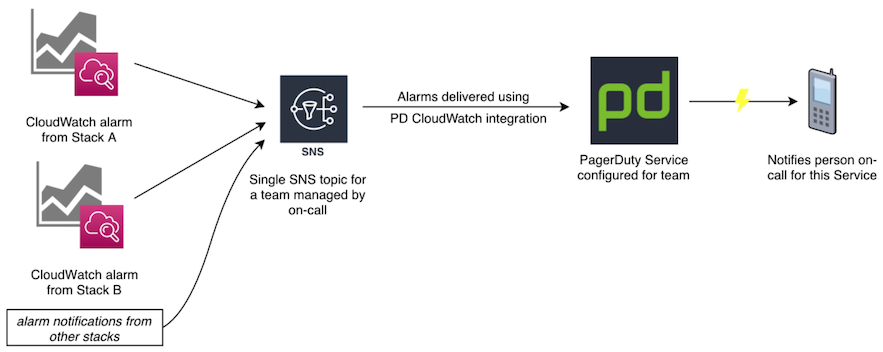 CloudWatch alarm
from Stack A
SNS
Single SNS topic for
a team managed by
on-call
Alarms delivered using
PD CloudWatch integration
pd
PagerDuty Service
configured for team
Notifies person on-
call for this Service
CloudWatch alarm
from Stack B
alarm notifications from
other stacks